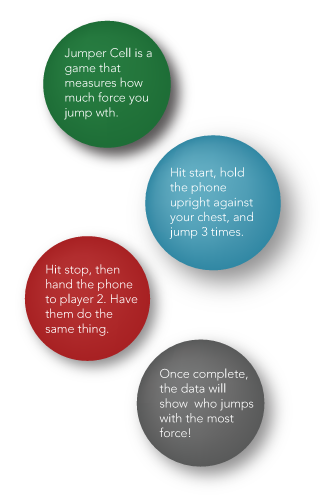 Jumper Cell is a
game that
measures how
much force you
jump wth.
Hit start, hold
the phone
upright against
your chest, and
jump 3 times.
Hit stop, then
hand the phone
to player 2. Have
them do the
same thing.
Once complete,
the data will
show who jumps
with the most
force!